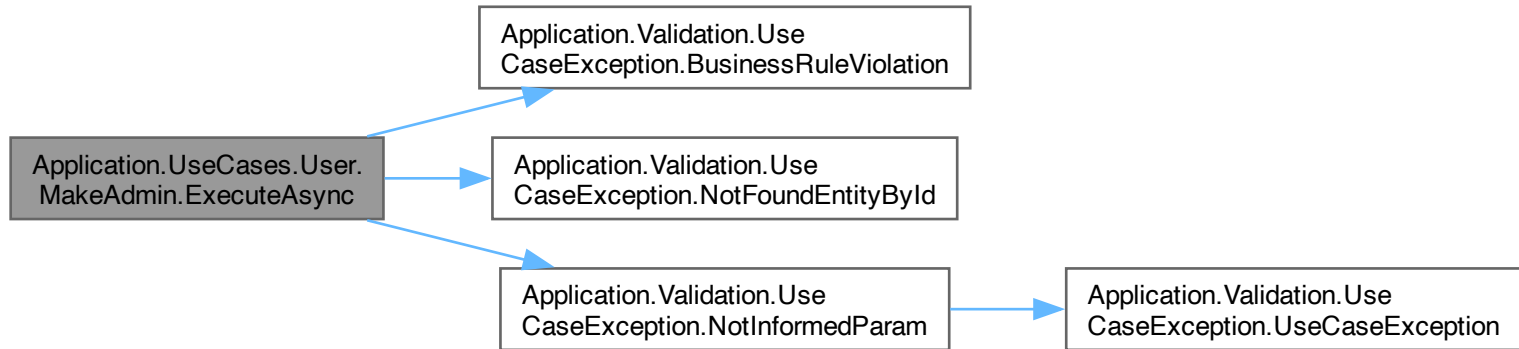 Application.Validation.Use
CaseException.BusinessRuleViolation
Application.UseCases.User.
MakeAdmin.ExecuteAsync
Application.Validation.Use
CaseException.NotFoundEntityById
Application.Validation.Use
CaseException.NotInformedParam
Application.Validation.Use
CaseException.UseCaseException